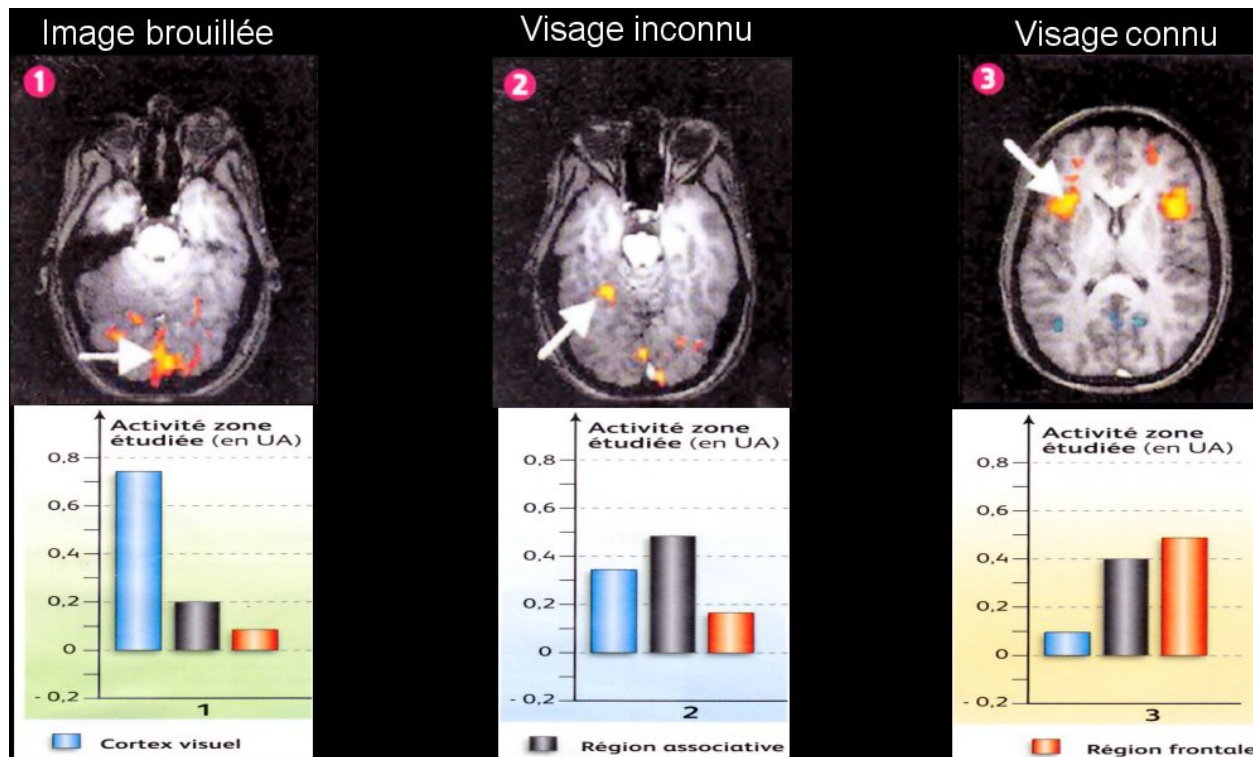 Image brouillée
Visage inconnu
Visage connu
1
2
3
Activité zone
étudiée (en UA)
0,8
0,6
0,4
0,2
0
- 0,2
1
Cortex visuel
Activité zone
étudiée (en UA)
0,8
0,6
0,4
0,2
0
- 0,2
2
Région associative
Activité zone
étudiée (en UA)
0,8
0,6
0,4
0,2
0
- 0,2
3
Région frontale